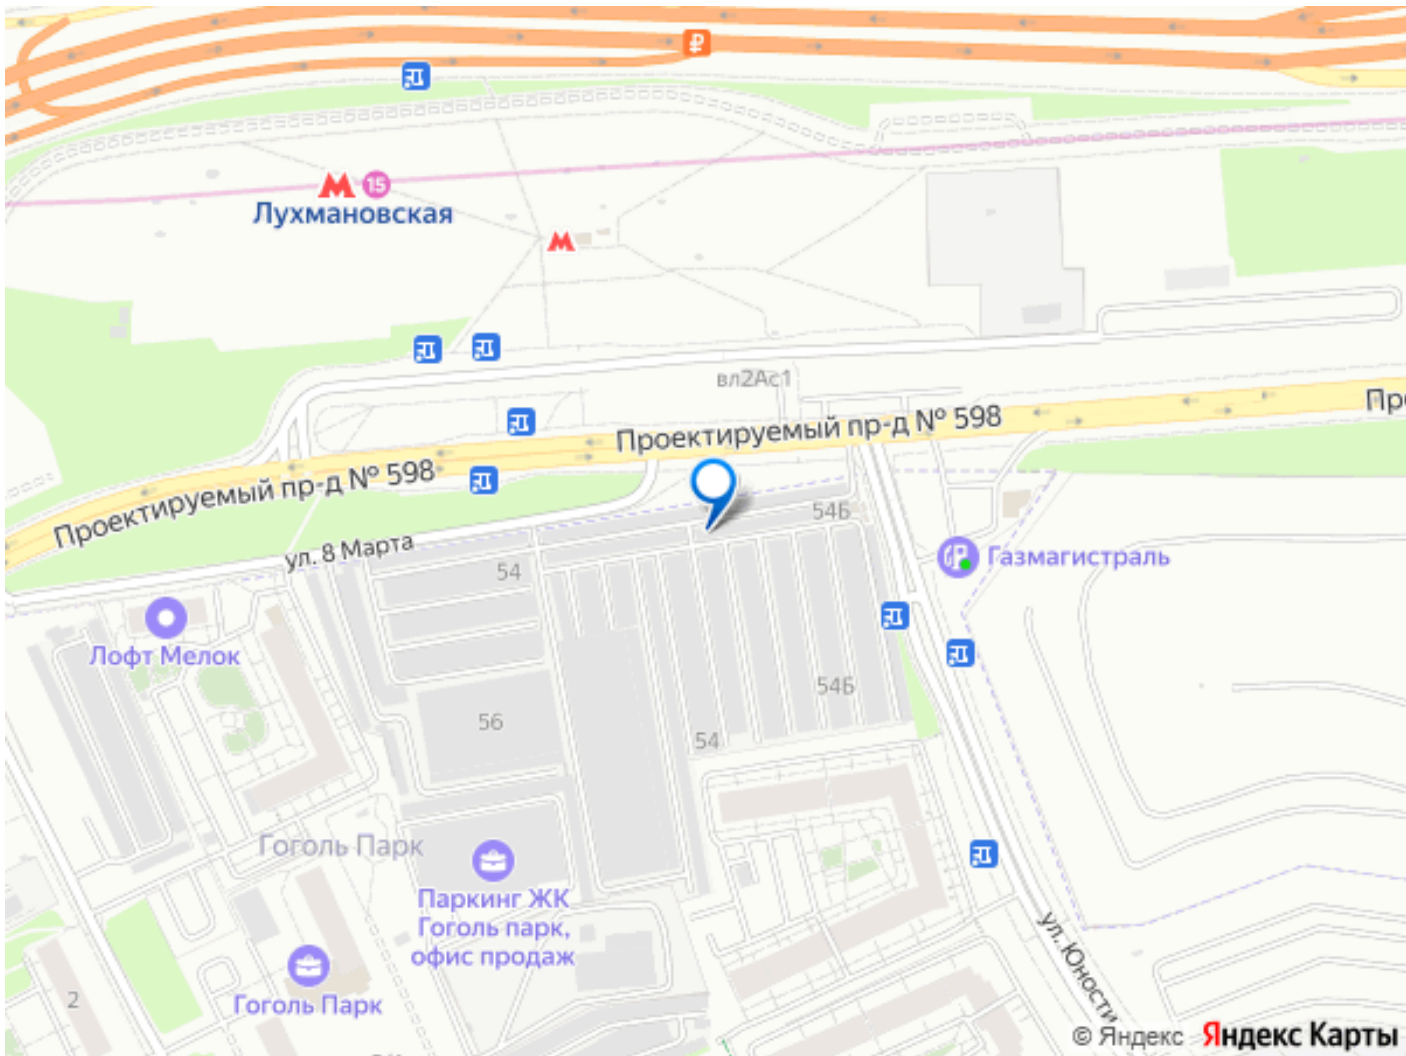 ₽
М 15
Лухмановская
М
вл2Ас1
Пр
Проектируемый пр-д № 598
Проектируемый пр-д № 598
54Б
ул. 8 Марта
Газмагистраль
54
Лофт Мелок
54Б
56
54
Гоголь Парк
Паркинг ЖК
Гоголь парк,
офис продаж
ул. Юности
Гоголь Парк
2
© Яндекс Яндекс Карты